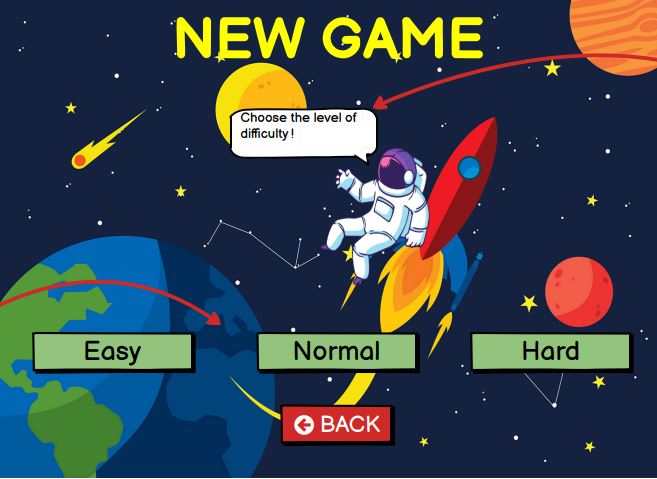 NEW GAME
Choose the level of
difficulty!
Easy
Normal
Hard
BACK